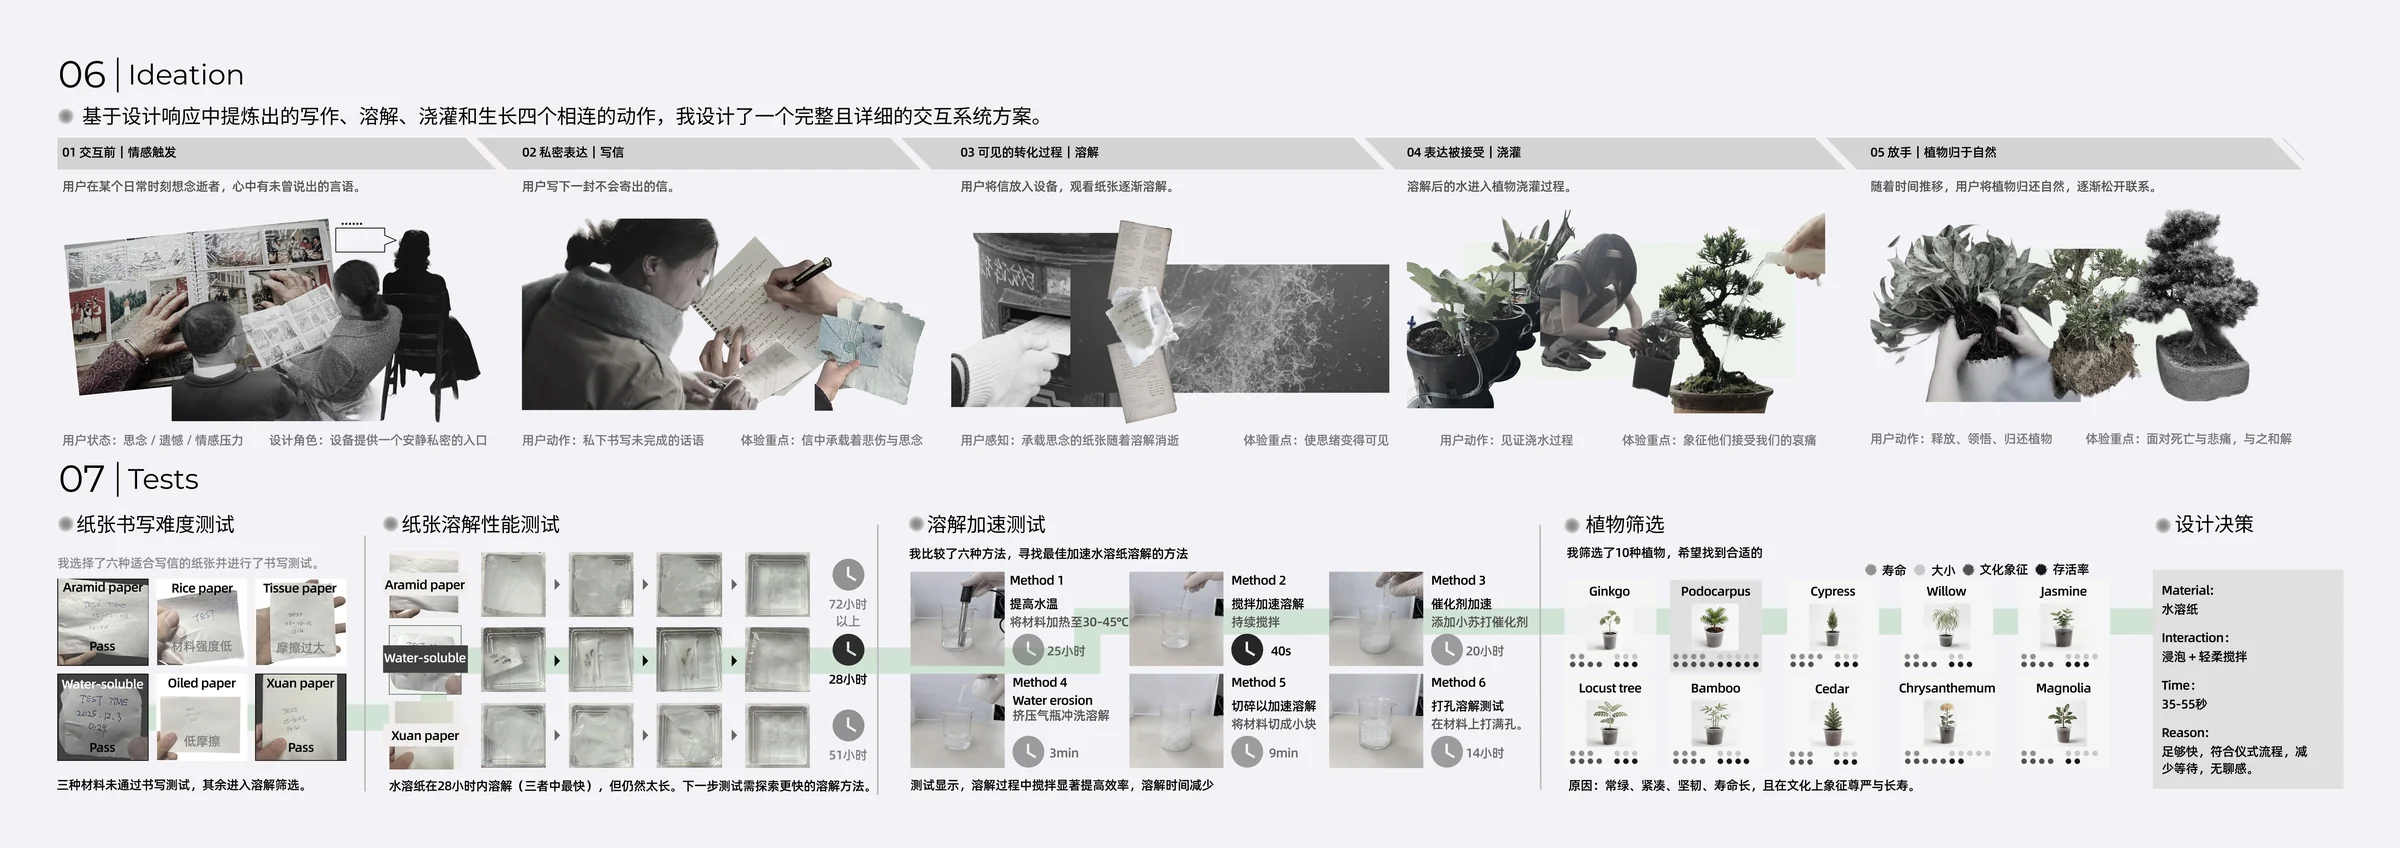 06 | Ideation
基于设计响应中提炼出的写作、溶解、浇灌和生长四个相连的动作，我设计了一个完整且详细的交互系统方案。
01 交互前 | 情感触发
02 私密表达 | 写信
03 可见的转化过程 | 溶解
04 表达被接受 | 浇灌
05 放手 | 植物归于自然
用户在某个日常时刻想念逝者，心中有未曾说出的言语。
用户写下一封不会寄出的信。
用户将信放入设备，观看纸张逐渐溶解。
溶解后的水进入植物浇灌过程。
随着时间推移，用户将植物归还自然，逐渐松开联系。
......
用户状态：思念 / 遗憾 / 情感压力
设计角色：设备提供一个安静私密的入口
用户动作：私下书写未完成的话语
体验重点：信中承载着悲伤与思念
用户感知：承载思念的纸张随着溶解消逝
体验重点：使思绪变得可见
用户动作：见证浇水过程
体验重点：象征他们接受我们的哀痛
用户动作：释放、领悟、归还植物
体验重点：面对死亡与悲痛，与之和解
07 | Tests
纸张书写难度测试
我选择了六种适合写信的纸张并进行了书写测试。
Aramid paper
Pass
Rice paper
TEST
材料强度低
Tissue paper
摩擦过大
Water-soluble
TEST TIME
2025.12.3
Pass
Oiled paper
低摩擦
Xuan paper
TEST
Pass
三种材料未通过书写测试，其余进入溶解筛选。
纸张溶解性能测试
Aramid paper
72小时
以上
Water-soluble
28小时
Xuan paper
51小时
水溶纸在28小时内溶解（三者中最快），但仍然太长。下一步测试需探索更快的溶解方法。
溶解加速测试
我比较了六种方法，寻找最佳加速水溶纸溶解的方法
Method 1
提高水温
将材料加热至30-45℃
25小时
Method 2
搅拌加速溶解
持续搅拌
40s
Method 3
催化剂加速
添加小苏打催化剂
20小时
Method 4
Water erosion
挤压气瓶冲洗溶解
3min
Method 5
切碎以加速溶解
将材料切成小块
9min
Method 6
打孔溶解测试
在材料上打满孔。
14小时
测试显示，溶解过程中搅拌显著提高效率，溶解时间减少
植物筛选
我筛选了10种植物，希望找到合适的
寿命
大小
文化象征
存活率
Ginkgo
Podocarpus
Cypress
Willow
Jasmine
Locust tree
Bamboo
Cedar
Chrysanthemum
Magnolia
原因：常绿、紧凑、坚韧、寿命长，且在文化上象征尊严与长寿。
设计决策
Material:
水溶纸
Interaction:
浸泡 + 轻柔搅拌
Time:
35-55秒
Reason:
足够快，符合仪式流程，减
少等待，无聊感。